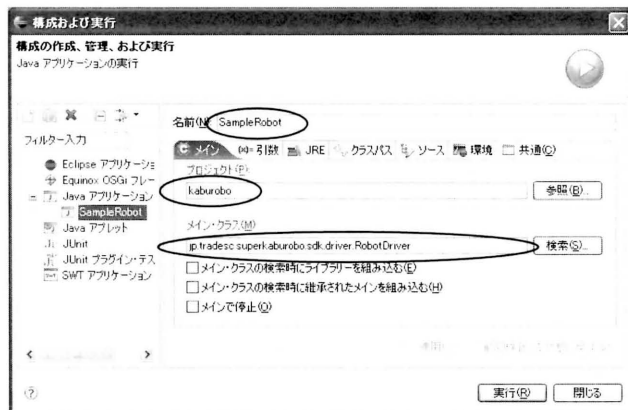 構成および実行
構成の作成、管理、および実行
Java アプリケーションの実行
名前(N): SampleRobot
フィルター入力
メイン (x)=引数 JRE クラスパス ソース 環境 共通(C)
プロジェクト(P):
Eclipse アプリケーショ
kaburobo 参照(B)...
Equinox OSGi フレー
Java アプリケーション
SampleRobot
メイン・クラス(M)
Java アプレット
jp.tradesc.superkaburobo.sdk.driver.RobotDriver 検索(S)...
JUnit
メイン・クラスの検索時にライブラリーを組み込む(E)
JUnit プラグイン・テス
メイン・クラスの検索時に継承されたメインを組み込む(H)
SWT アプリケーション
メインで停止(O)
実行(R) 閉じる